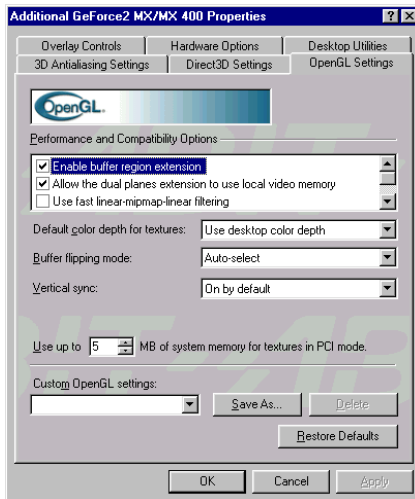 Additional GeForce2 MX/MX 400 Properties
Overlay Controls
Hardware Options
Desktop Utilities
3D Antialiasing Settings
Direct3D Settings
OpenGL Settings
OpenGL.
Performance and Compatibility Options
Enable buffer region extension
Allow the dual planes extension to use local video memory
Use fast linear-mipmap-linear filtering
Default color depth for textures:
Use desktop color depth
Buffer flipping mode:
Auto-select
Vertical sync:
On by default
Use up to 5 MB of system memory for textures in PCI mode.
Custom OpenGL settings:
Save As...
Delete
Restore Defaults
OK
Cancel
Apply